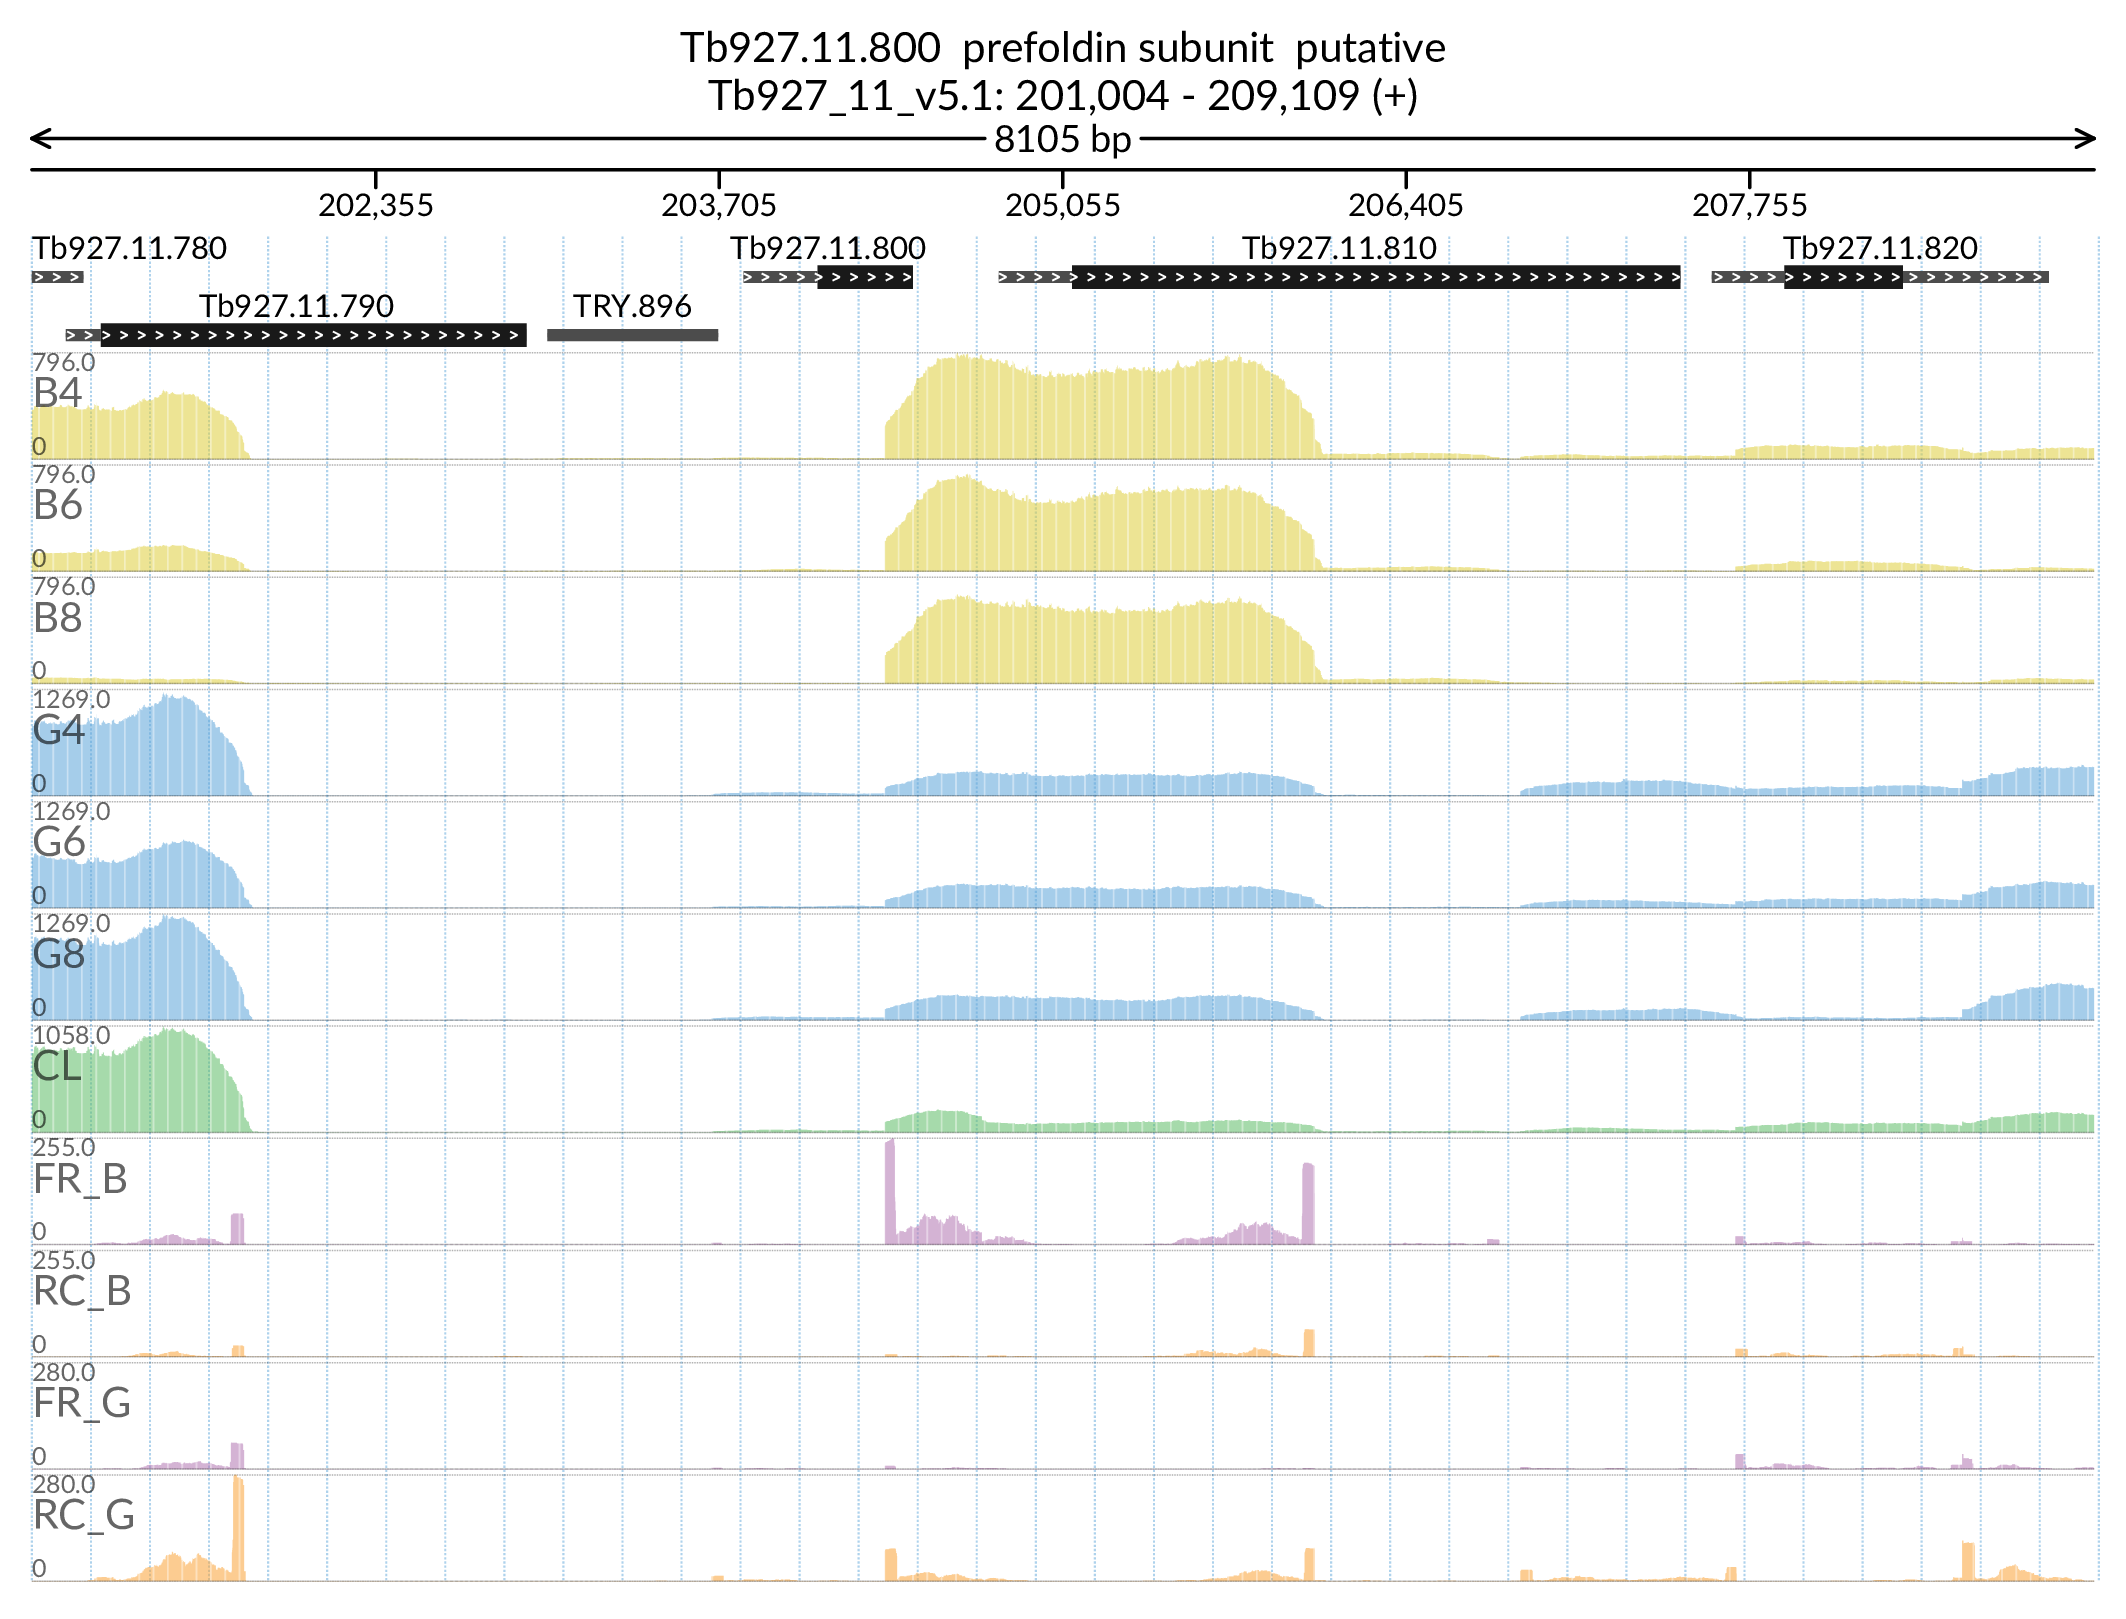 Tb927.11.800 prefoldin subunit putative
Tb927_11_v5.1: 201,004 - 209,109 (+)
8105 bp
202,355 203,705 205,055 206,405 207,755
Tb927.11.780 Tb927.11.800 Tb927.11.810 Tb927.11.820
Tb927.11.790 TRY.896
796.0
B4
0
796.0
B6
0
796.0
B8
0
1269.0
G4
0
1269.0
G6
0
1269.0
G8
0
1058.0
CL
0
255.0
FR_B
0
255.0
RC_B
0
280.0
FR_G
0
280.0
RC_G
0